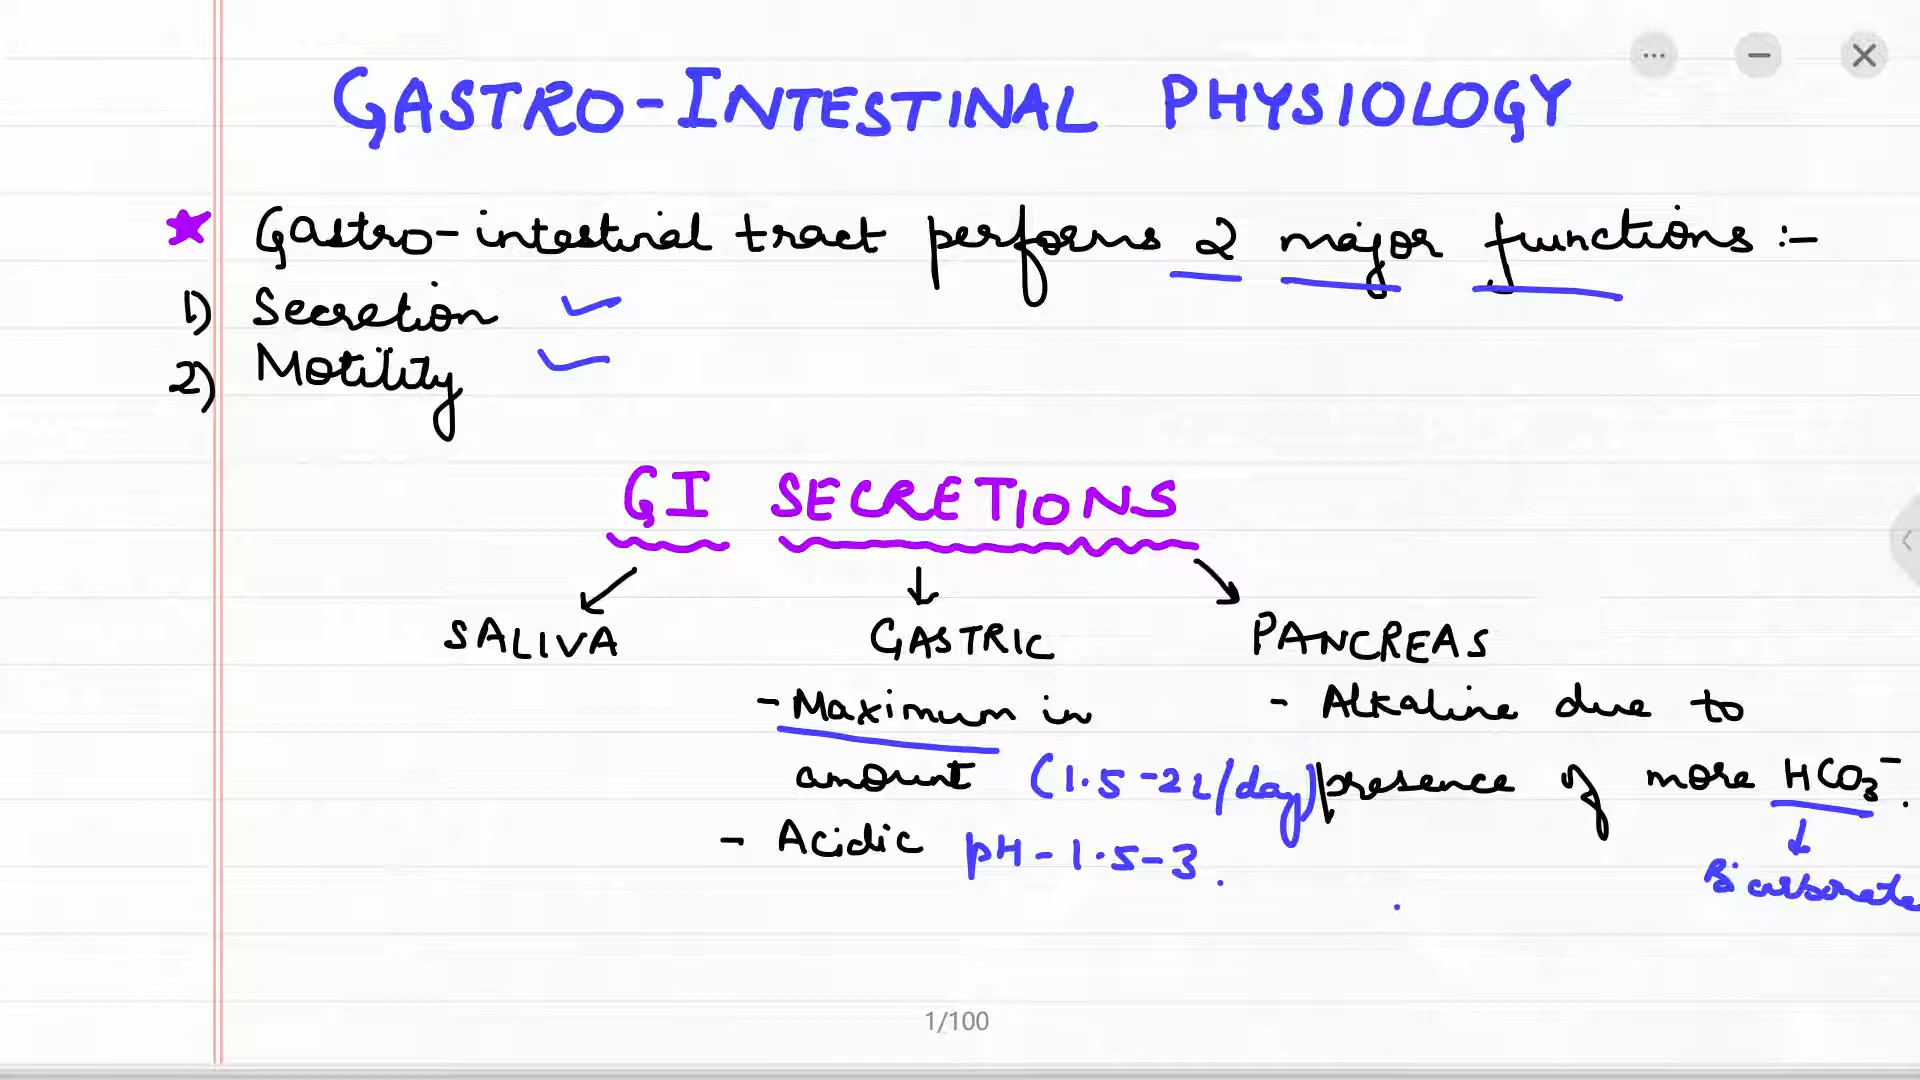 GASTRO-INTESTINAL PHYSIOLOGY
Gastro-intestinal tract performs 2 major functions :-
1) Secretion
2) Motility
GI SECRETIONS
SALIVA
GASTRIC
- Maximum in
amount (1.5-2L/day)
- Acidic pH-1.5-3.
PANCREAS
- Alkaline due to
presence of more HCO₃⁻.
Bicarbonate
1/100